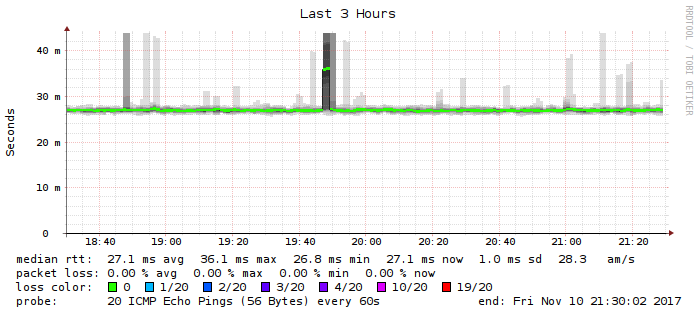 Last 3 Hours
RRDTOOL / TOBI OETIKER
Seconds
40 m
30 m
20 m
10 m
0
18:40 19:00 19:20 19:40 20:00 20:20 20:40 21:00 21:20
median rtt: 27.1 ms avg 36.1 ms max 26.8 ms min 27.1 ms now 1.0 ms sd 28.3 am/s
packet loss: 0.00 % avg 0.00 % max 0.00 % min 0.00 % now
loss color: 0 1/20 2/20 3/20 4/20 10/20 19/20
probe: 20 ICMP Echo Pings (56 Bytes) every 60s end: Fri Nov 10 21:30:02 2017